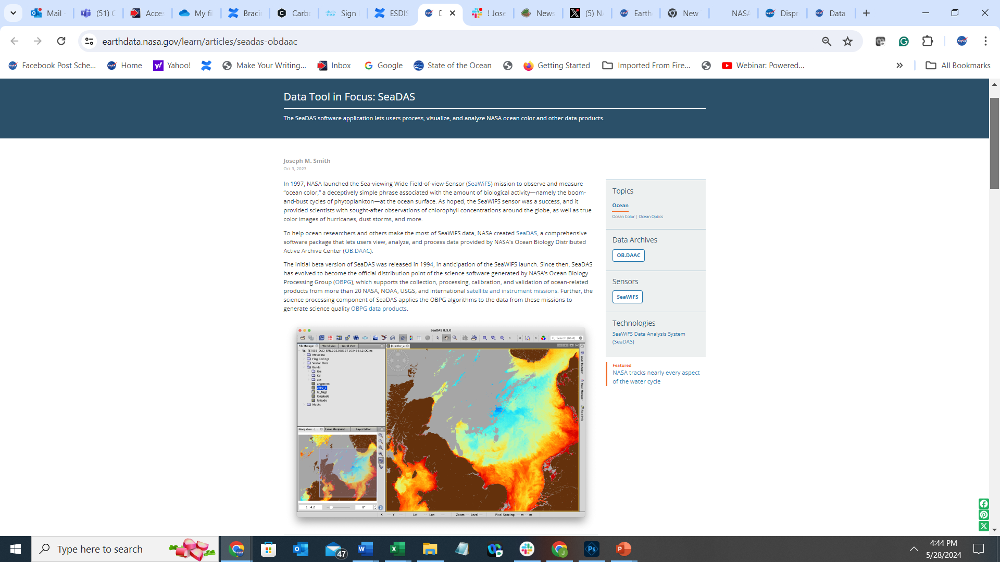 Mail
(51) C
Acces
My fi
Bracin
Carbo
Sign
ESDIS
D
! Jose
News
(5) N
Earth
New
NASA
Dispr
Data
earthdata.nasa.gov/learn/articles/seadas-obdaac
Facebook Post Sche...
Home
Yahoo!
Make Your Writing...
Inbox
Google
State of the Ocean
Getting Started
Imported From Fire...
Webinar: Powered...
All Bookmarks
Data Tool in Focus: SeaDAS
The SeaDAS software application lets users process, visualize, and analyze NASA ocean color and other data products.
Joseph M. Smith
Oct 3, 2023
In 1997, NASA launched the Sea-viewing Wide Field-of-view-Sensor (SeaWiFS) mission to observe and measure
“ocean color,” a deceptively simple phrase associated with the amount of biological activity—namely the boom-
and-bust cycles of phytoplankton—at the ocean surface. As hoped, the SeaWiFS sensor was a success, and it
provided scientists with sought-after observations of chlorophyll concentrations around the globe, as well as true
color images of hurricanes, dust storms, and more.
To help ocean researchers and others make the most of SeaWiFS data, NASA created SeaDAS, a comprehensive
software package that lets users view, analyze, and process data provided by NASA's Ocean Biology Distributed
Active Archive Center (OB.DAAC).
The initial beta version of SeaDAS was released in 1994, in anticipation of the SeaWiFS launch. Since then, SeaDAS
has evolved to become the official distribution point of the science software generated by NASA's Ocean Biology
Processing Group (OBPG), which supports the collection, processing, calibration, and validation of ocean-related
products from more than 20 NASA, NOAA, USGS, and international satellite and instrument missions. Further, the
science processing component of SeaDAS applies the OBPG algorithms to the data from these missions to
generate science quality OBPG data products.
Topics
Ocean
Ocean Color | Ocean Optics
Data Archives
OB.DAAC
Sensors
SeaWiFS
Technologies
SeaWiFS Data Analysis System
(SeaDAS)
Featured
NASA tracks nearly every aspect
of the water cycle
SeaDAS 8.3.0
Search (⌘+I)
File Manager
World Map
World View
[1] chlor_a
[1] S3B_OLCI_EFR.20220812T103436.L2.OC.nc
Metadata
Flag Codings
Vector Data
Bands
Rrs
Kd
aot
angstrom
chlor_a
l2_flags
longitude
latitude
Masks
Layer Manager
Mask Manager
Pixel Info
Navigation - [...
Color Manipulat...
Layer Editor
1 : 4.2
0°
X -- Y -- Lat -- Lon -- Zoom -- Level -- Pixel Spacing: -- m -- m
Type here to search
47
4:44 PM
5/28/2024